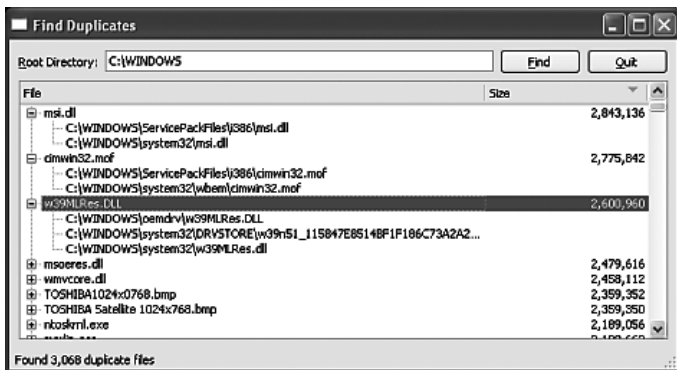 Find Duplicates
Root Directory: C:\WINDOWS Find Quit
File Size
msi.dll 2,843,136
C:\WINDOWS\ServicePackFiles\i386\msi.dll
C:\WINDOWS\system32\msi.dll
cimwin32.mof 2,775,842
C:\WINDOWS\ServicePackFiles\i386\cimwin32.mof
C:\WINDOWS\system32\wbem\cimwin32.mof
w39MLRes.DLL 2,600,960
C:\WINDOWS\oemdrv\w39MLRes.DLL
C:\WINDOWS\system32\DRVSTORE\w39n51_115847E8514BF1F186C73A2A2...
C:\WINDOWS\system32\w39MLRes.dll
msoeres.dll 2,479,616
wmvcore.dll 2,458,112
TOSHIBA1024x0768.bmp 2,359,352
TOSHIBA Satellite 1024x768.bmp 2,359,350
ntoskrnl.exe 2,189,056
Found 3,068 duplicate files